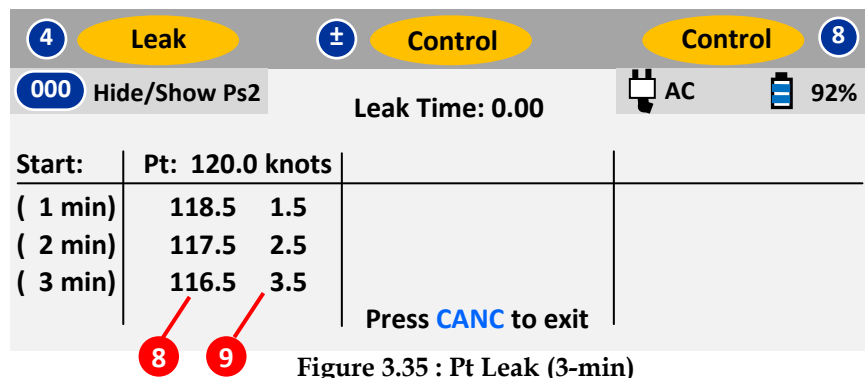 4 Leak ± Control Control 8
000 Hide/Show Ps2 Leak Time: 0.00 AC 92%
Start: Pt: 120.0 knots
( 1 min) 118.5 1.5
( 2 min) 117.5 2.5
( 3 min) 116.5 3.5
Press CANC to exit
8 9
Figure 3.35 : Pt Leak (3-min)